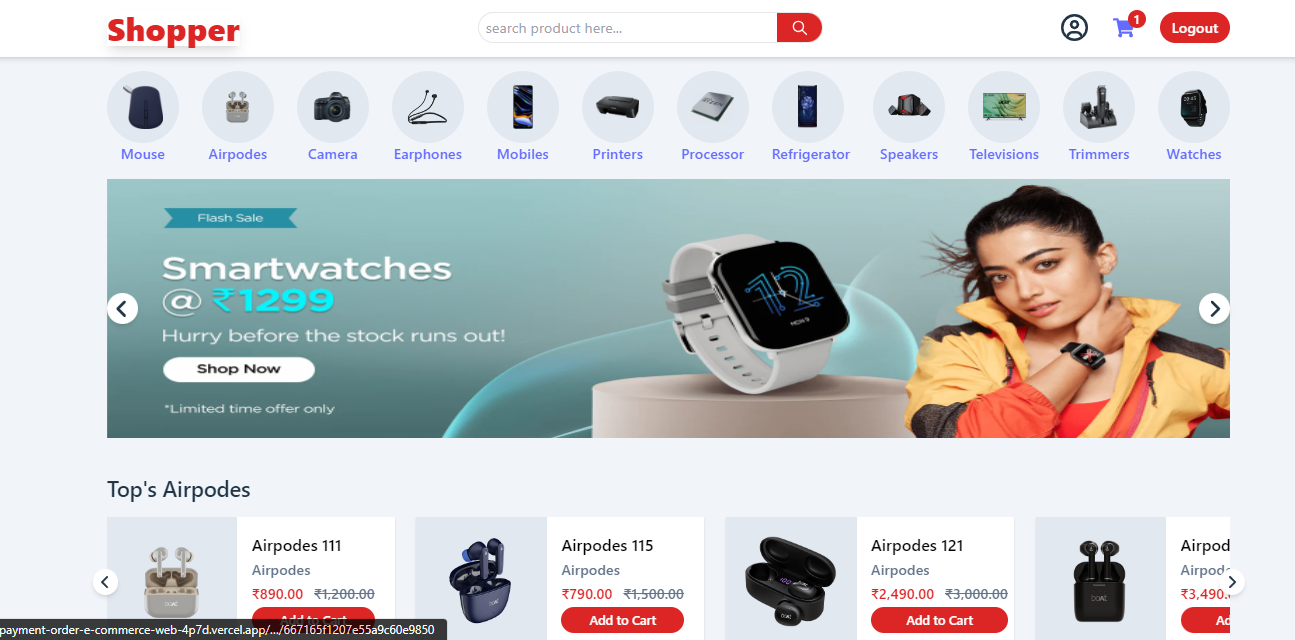 Shopper
search product here...
1
Logout
Mouse
Airpodes
Camera
Earphones
Mobiles
Printers
Processor
Refrigerator
Speakers
Televisions
Trimmers
Watches
Flash Sale
Smartwatches
@ ₹1299
Hurry before the stock runs out!
Shop Now
*Limited time offer only
12
MON-9
Top's Airpodes
Airpodes 111
Airpodes
₹890.00 ₹1,200.00
Add to Cart
Airpodes 115
Airpodes
₹790.00 ₹1,500.00
Add to Cart
Airpodes 121
Airpodes
₹2,490.00 ₹3,000.00
Add to Cart
Airpod
Airpod
₹3,490.
Ad
payment-order-e-commerce-web-4p7d.vercel.app/.../667165f1207e55a9c60e9850